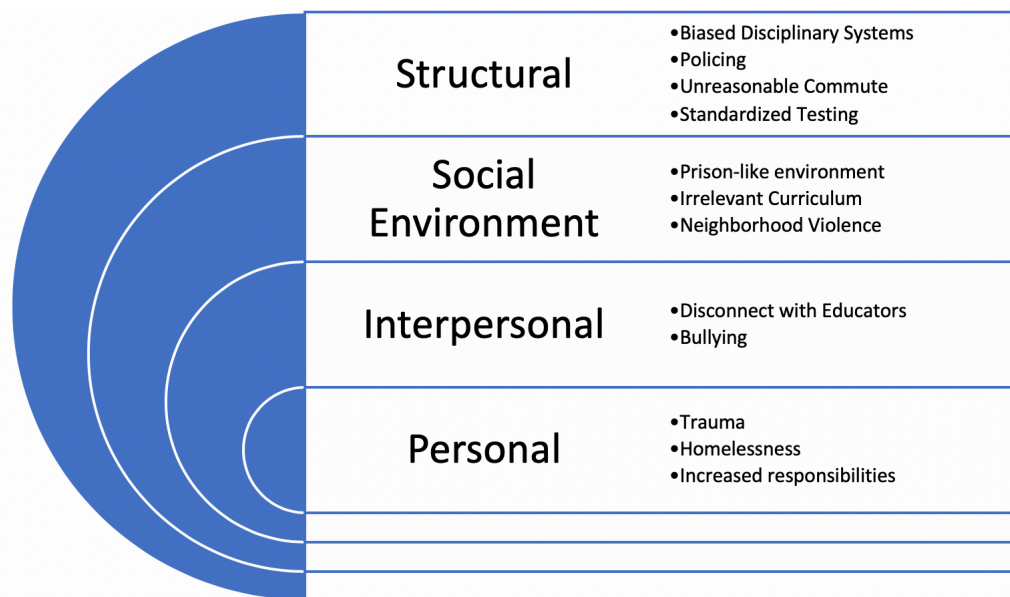 Structural
•Biased Disciplinary Systems
•Policing
•Unreasonable Commute
•Standardized Testing
Social
Environment
•Prison-like environment
•Irrelevant Curriculum
•Neighborhood Violence
Interpersonal
•Disconnect with Educators
•Bullying
Personal
•Trauma
•Homelessness
•Increased responsibilities